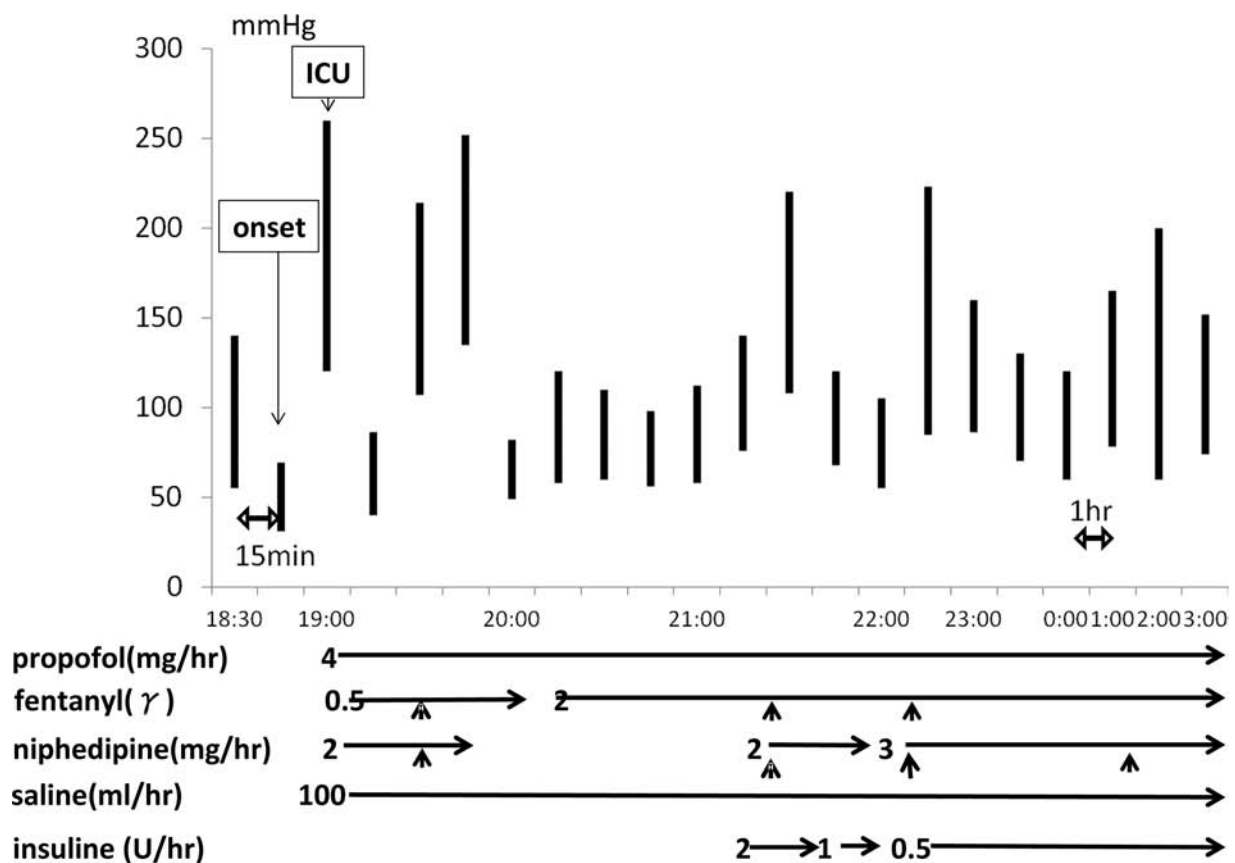 mmHg
300
ICU
250
200
onset
150
100
50
1hr
15min
0
18:30 19:00 20:00 21:00 22:00 23:00 0:00 1:00 2:00 3:00
propofol(mg/hr) 4
fentanyl(γ) 0.5 2
niphedipine(mg/hr) 2 2 3
saline(ml/hr) 100
insuline (U/hr) 2 1 0.5